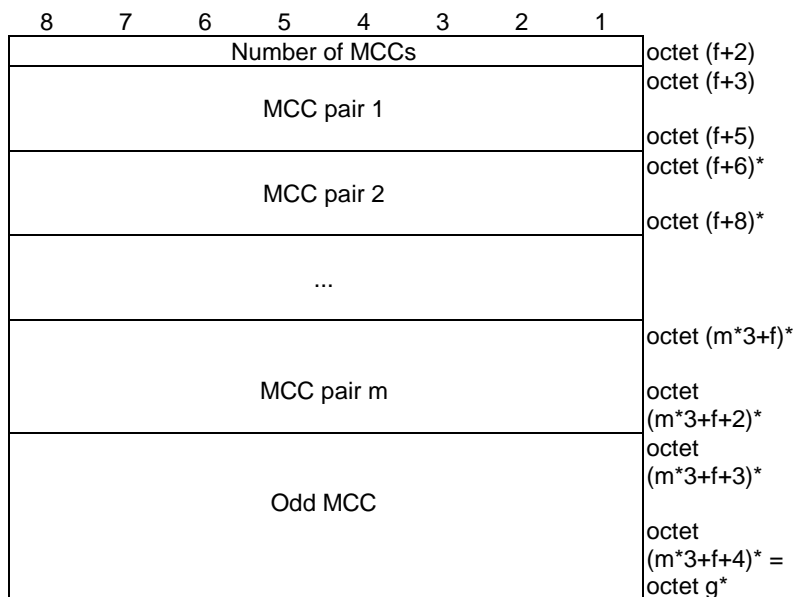 8 7 6 5 4 3 2 1
Number of MCCs
octet (f+2)
MCC pair 1
octet (f+3)
octet (f+5)
MCC pair 2
octet (f+6)*
octet (f+8)*
...
MCC pair m
octet (m*3+f)*
octet
(m*3+f+2)*
Odd MCC
octet
(m*3+f+3)*
octet
(m*3+f+4)* =
octet g*